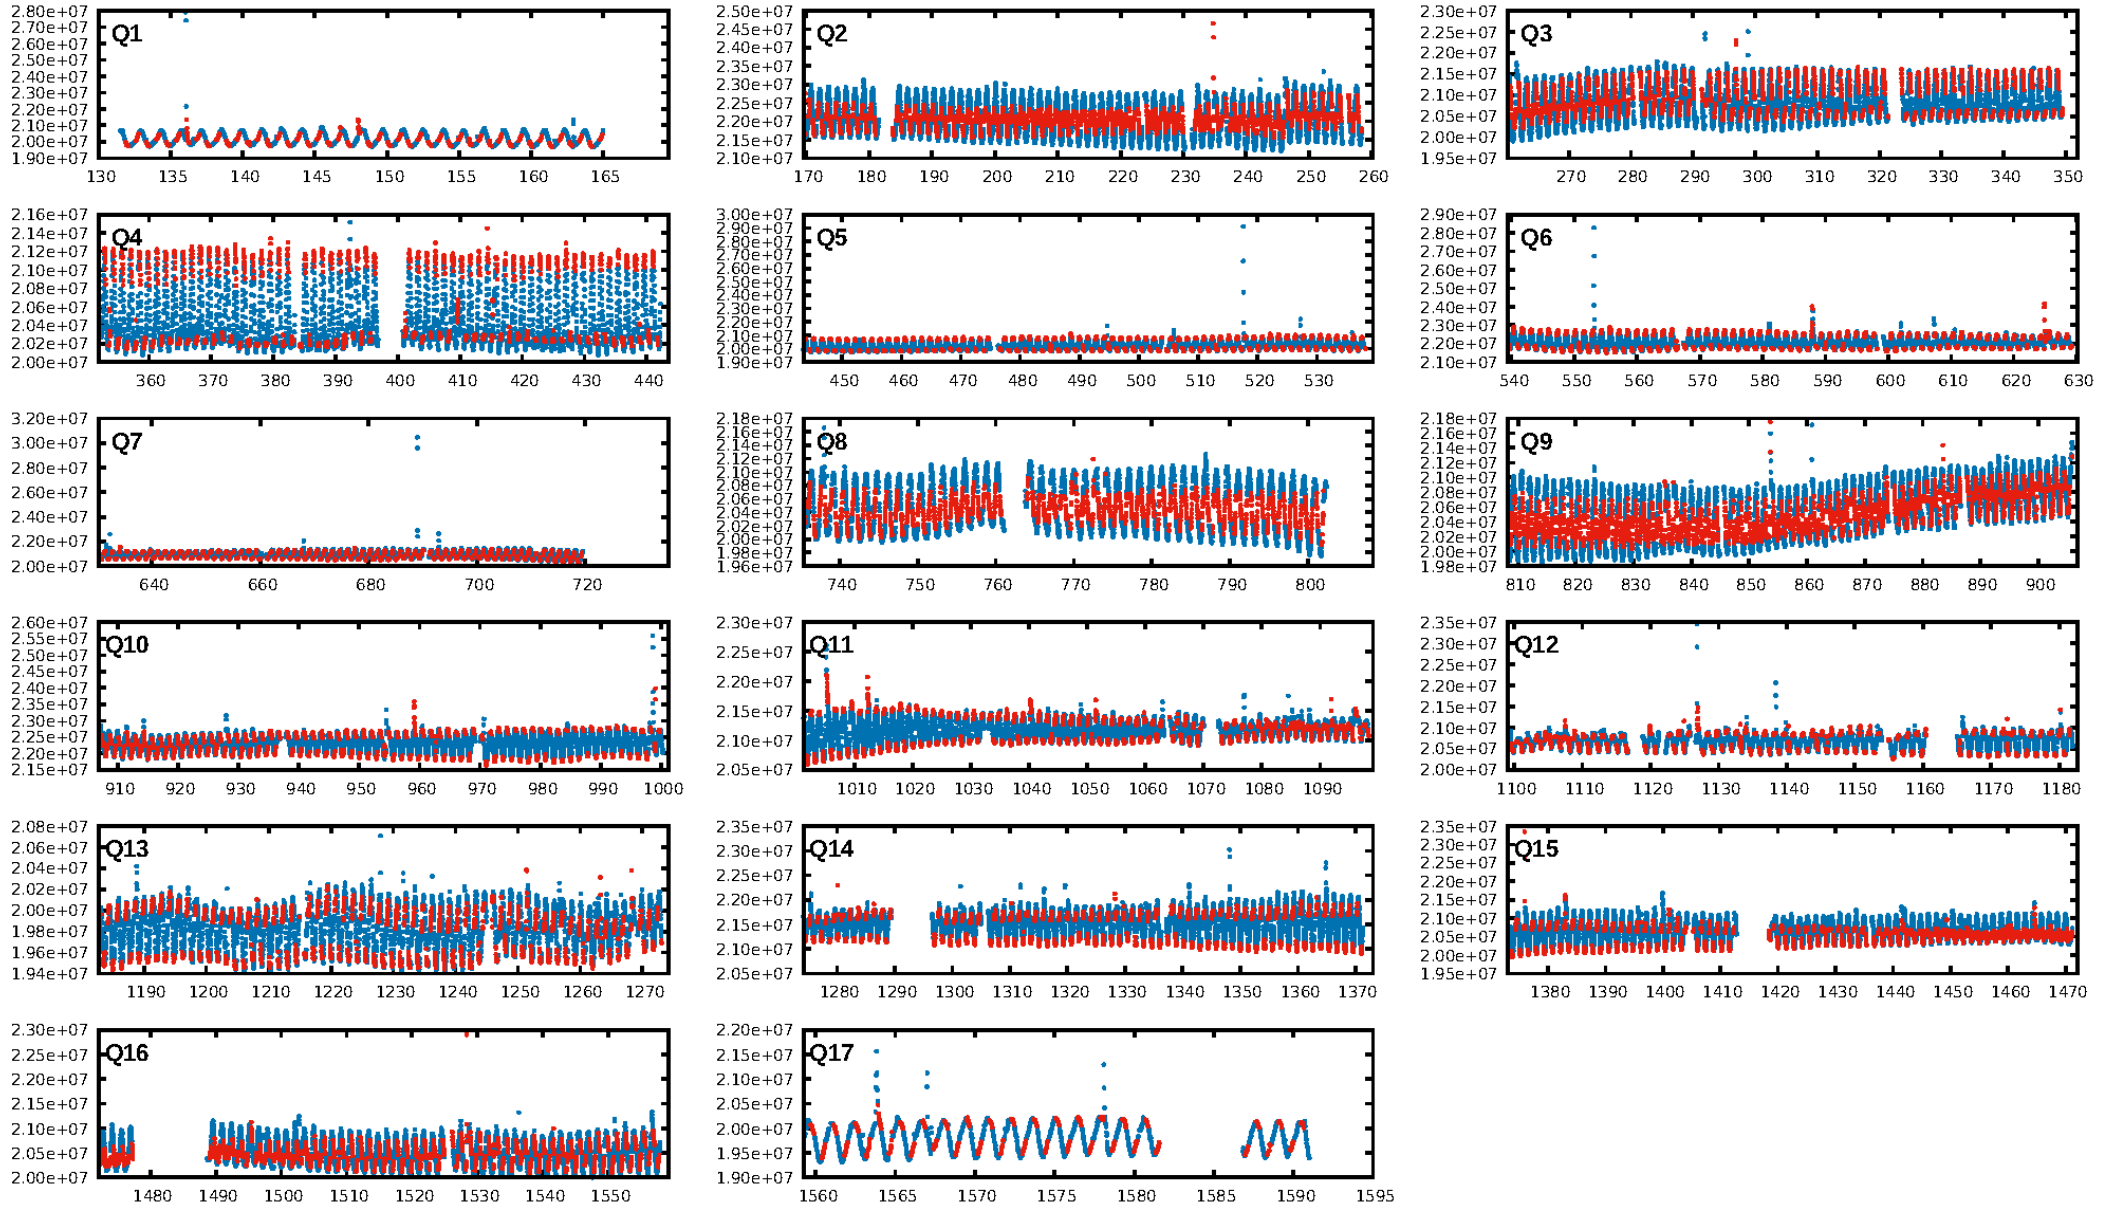 2.80e+07
2.70e+07
2.60e+07
2.50e+07
2.40e+07
2.30e+07
2.20e+07
2.10e+07
2.00e+07
1.90e+07
Q1
130 135 140 145 150 155 160 165
2.50e+07
2.45e+07
2.40e+07
2.35e+07
2.30e+07
2.25e+07
2.20e+07
2.15e+07
2.10e+07
Q2
170 180 190 200 210 220 230 240 250 260
2.30e+07
2.25e+07
2.20e+07
2.15e+07
2.10e+07
2.05e+07
2.00e+07
1.95e+07
Q3
270 280 290 300 310 320 330 340 350
2.16e+07
2.14e+07
2.12e+07
2.10e+07
2.08e+07
2.06e+07
2.04e+07
2.02e+07
2.00e+07
Q4
360 370 380 390 400 410 420 430 440
3.00e+07
2.90e+07
2.80e+07
2.70e+07
2.60e+07
2.50e+07
2.40e+07
2.30e+07
2.20e+07
2.10e+07
2.00e+07
1.90e+07
Q5
450 460 470 480 490 500 510 520 530
2.90e+07
2.80e+07
2.70e+07
2.60e+07
2.50e+07
2.40e+07
2.30e+07
2.20e+07
2.10e+07
Q6
540 550 560 570 580 590 600 610 620 630
3.20e+07
3.00e+07
2.80e+07
2.60e+07
2.40e+07
2.20e+07
2.00e+07
Q7
640 660 680 700 720
2.18e+07
2.16e+07
2.14e+07
2.12e+07
2.10e+07
2.08e+07
2.06e+07
2.04e+07
2.02e+07
2.00e+07
1.98e+07
1.96e+07
Q8
740 750 760 770 780 790 800
2.18e+07
2.16e+07
2.14e+07
2.12e+07
2.10e+07
2.08e+07
2.06e+07
2.04e+07
2.02e+07
2.00e+07
1.98e+07
Q9
810 820 830 840 850 860 870 880 890 900
2.60e+07
2.55e+07
2.50e+07
2.45e+07
2.40e+07
2.35e+07
2.30e+07
2.25e+07
2.20e+07
2.15e+07
Q10
910 920 930 940 950 960 970 980 990 1000
2.30e+07
2.25e+07
2.20e+07
2.15e+07
2.10e+07
2.05e+07
Q11
1010 1020 1030 1040 1050 1060 1070 1080 1090
2.35e+07
2.30e+07
2.25e+07
2.20e+07
2.15e+07
2.10e+07
2.05e+07
2.00e+07
Q12
1100 1110 1120 1130 1140 1150 1160 1170 1180
2.08e+07
2.06e+07
2.04e+07
2.02e+07
2.00e+07
1.98e+07
1.96e+07
1.94e+07
Q13
1190 1200 1210 1220 1230 1240 1250 1260 1270
2.35e+07
2.30e+07
2.25e+07
2.20e+07
2.15e+07
2.10e+07
2.05e+07
Q14
1280 1290 1300 1310 1320 1330 1340 1350 1360 1370
2.35e+07
2.30e+07
2.25e+07
2.20e+07
2.15e+07
2.10e+07
2.05e+07
2.00e+07
1.95e+07
Q15
1380 1390 1400 1410 1420 1430 1440 1450 1460 1470
2.30e+07
2.25e+07
2.20e+07
2.15e+07
2.10e+07
2.05e+07
2.00e+07
Q16
1480 1490 1500 1510 1520 1530 1540 1550
2.20e+07
2.15e+07
2.10e+07
2.05e+07
2.00e+07
1.95e+07
1.90e+07
Q17
1560 1565 1570 1575 1580 1585 1590 1595